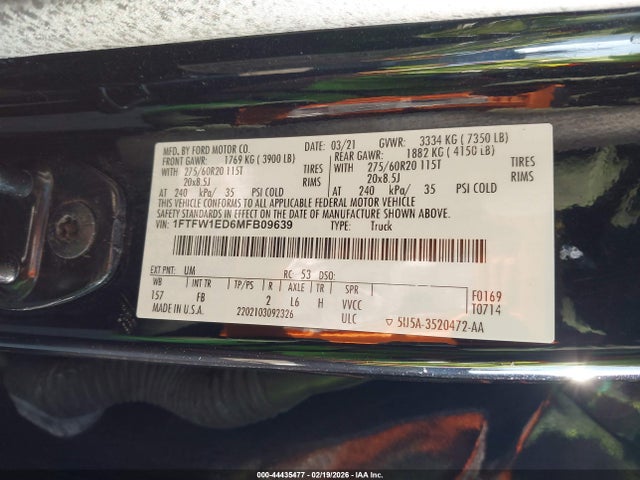 MFD. BY FORD MOTOR CO. DATE: 03/21 GVWR: 3334 KG ( 7350 LB)
FRONT GAWR: 1769 KG ( 3900 LB) REAR GAWR: 1882 KG ( 4150 LB)
WITH 275/60R20 115T TIRES 275/60R20 115T TIRES
20x8.5J RIMS 20x8.5J RIMS
AT 240 kPa/ 35 PSI COLD AT 240 kPa/ 35 PSI COLD
THIS VEHICLE CONFORMS TO ALL APPLICABLE FEDERAL MOTOR VEHICLE
SAFETY STANDARDS IN EFFECT ON THE DATE OF MANUFACTURE SHOWN ABOVE.
VIN: 1FTFW1ED6MFB09639 TYPE: Truck
EXT PNT: UM RC: 53 DSO:
WB INT TR TP/PS R AXLE TR SPR
157 FB 2 L6 H VVCC F0169
MADE IN U.S.A. 2202103092326 ULC T0714
5U5A-3520472-AA
000-44435477 - 02/19/2026 - IAA Inc.